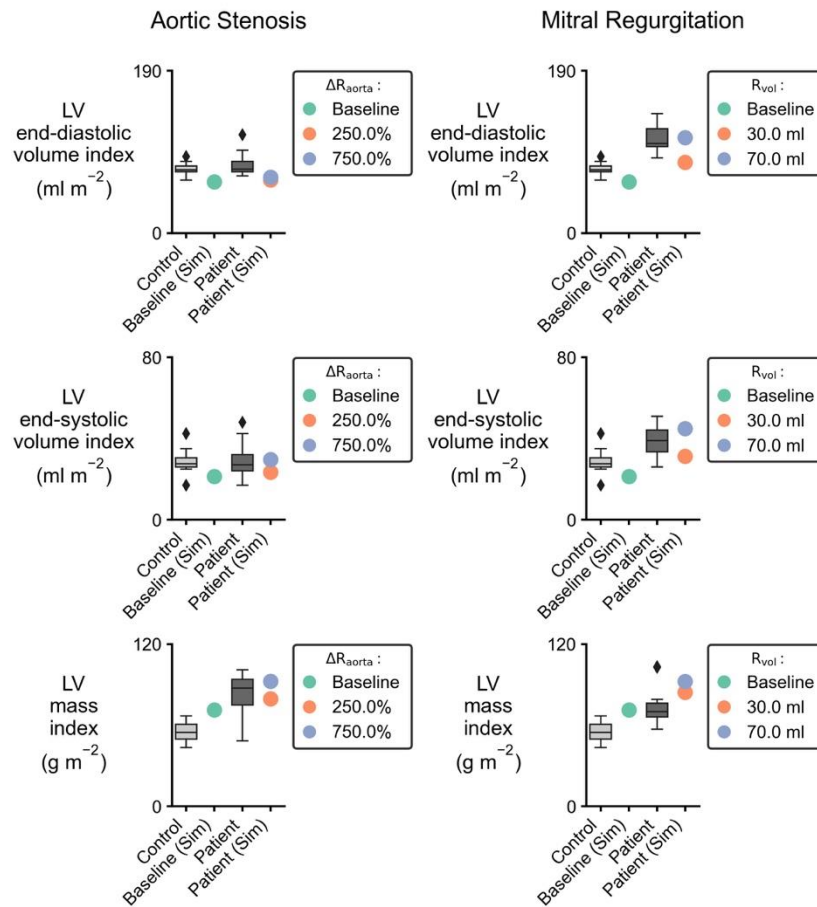 Aortic Stenosis
Mitral Regurgitation
LV
end-diastolic
volume index
(ml m⁻²)
190
0
ΔR_aorta :
Baseline
250.0%
750.0%
Control
Baseline (Sim)
Patient
Patient (Sim)
LV
end-diastolic
volume index
(ml m⁻²)
190
0
R_vol :
Baseline
30.0 ml
70.0 ml
Control
Baseline (Sim)
Patient
Patient (Sim)
LV
end-systolic
volume index
(ml m⁻²)
80
0
ΔR_aorta :
Baseline
250.0%
750.0%
Control
Baseline (Sim)
Patient
Patient (Sim)
LV
end-systolic
volume index
(ml m⁻²)
80
0
R_vol :
Baseline
30.0 ml
70.0 ml
Control
Baseline (Sim)
Patient
Patient (Sim)
LV
mass
index
(g m⁻²)
120
0
ΔR_aorta :
Baseline
250.0%
750.0%
Control
Baseline (Sim)
Patient
Patient (Sim)
LV
mass
index
(g m⁻²)
120
0
R_vol :
Baseline
30.0 ml
70.0 ml
Control
Baseline (Sim)
Patient
Patient (Sim)